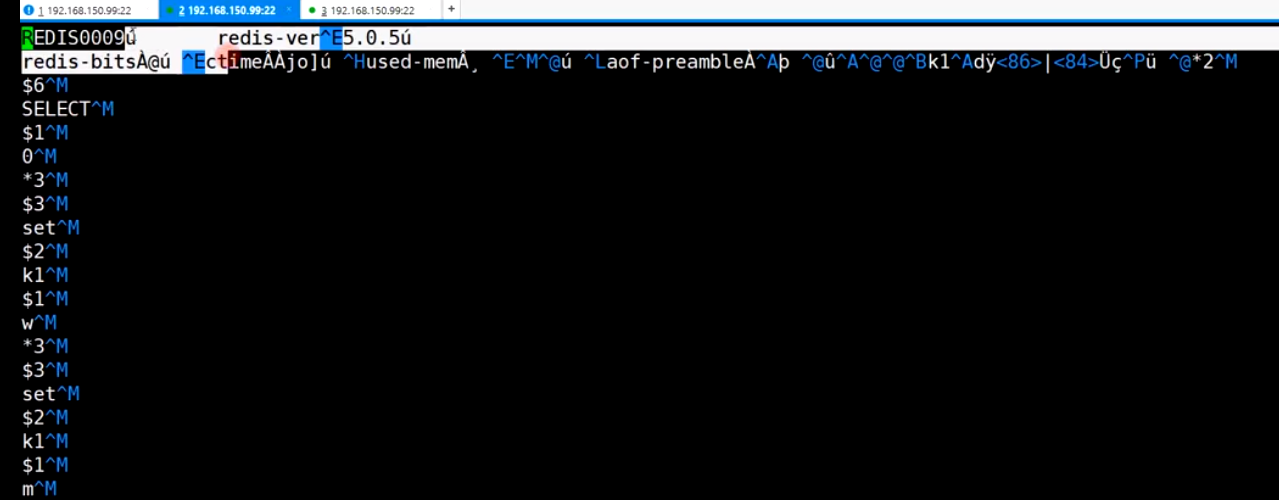 1 192.168.150.99:22 2 192.168.150.99:22 × 3 192.168.150.99:22 +
REDIS0009ú redis-ver^E5.0.5ú
redis-bitsÀ@ú ^EctimeÂÀjo]ú ^Hused-memÂ¸ ^E^M^@ú ^Laof-preambleÀ^Aþ ^@û^A^@^@^Bk1^Adÿ<86>|<84>Üç^Pü ^@*2^M
$6^M
SELECT^M
$1^M
0^M
*3^M
$3^M
set^M
$2^M
k1^M
$1^M
w^M
*3^M
$3^M
set^M
$2^M
k1^M
$1^M
m^M